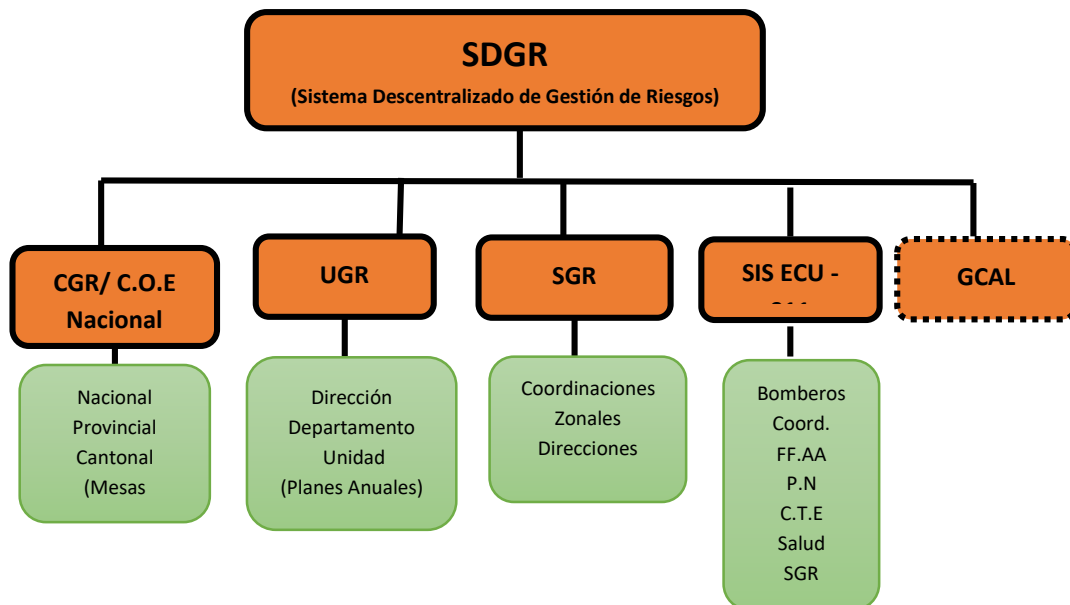 SDGR
(Sistema Descentralizado de Gestión de Riesgos)
CGR/ C.O.E
Nacional
UGR
SGR
SIS ECU -
GCAL
Nacional
Provincial
Cantonal
(Mesas
Dirección
Departamento
Unidad
(Planes Anuales)
Coordinaciones
Zonales
Direcciones
Bomberos
Coord.
FF.AA
P.N
C.T.E
Salud
SGR